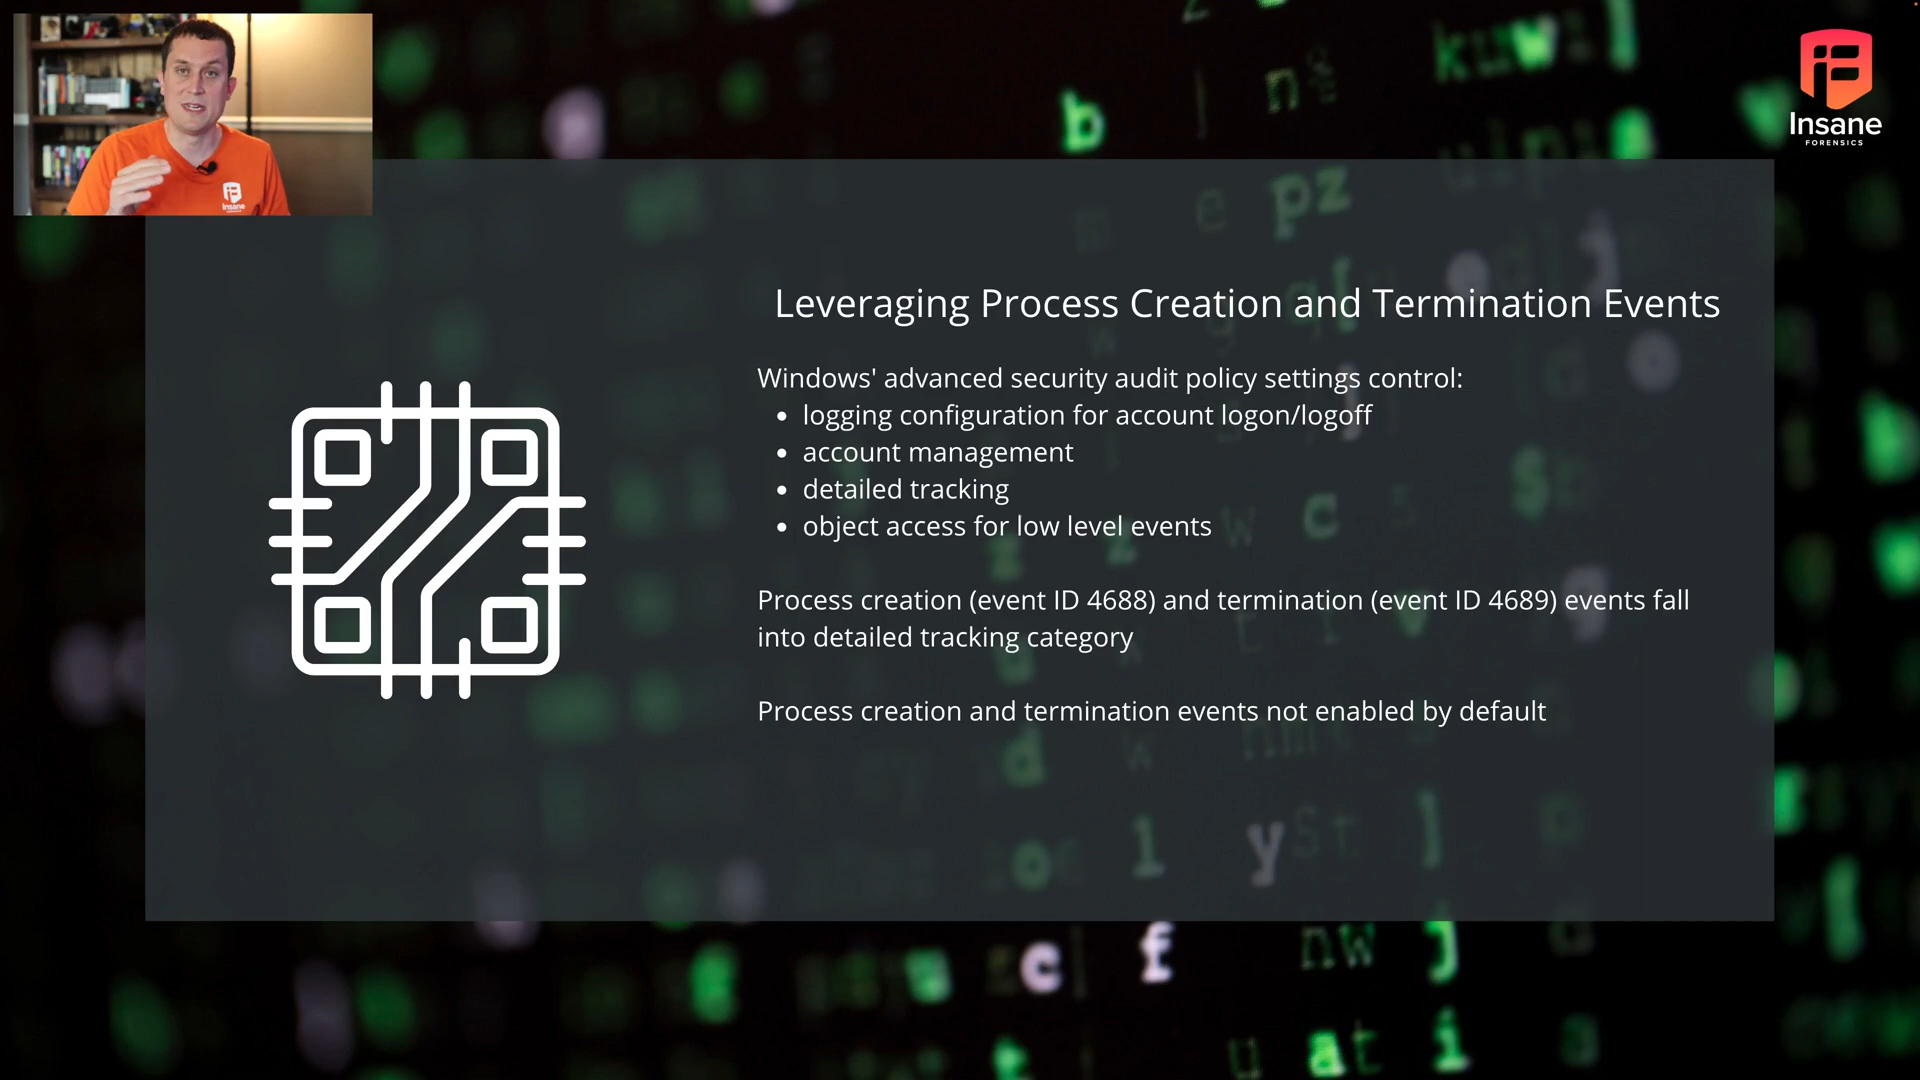 Insane
FORENSICS
Insane
Leveraging Process Creation and Termination Events
Windows' advanced security audit policy settings control:
• logging configuration for account logon/logoff
• account management
• detailed tracking
• object access for low level events
Process creation (event ID 4688) and termination (event ID 4689) events fall
into detailed tracking category
Process creation and termination events not enabled by default